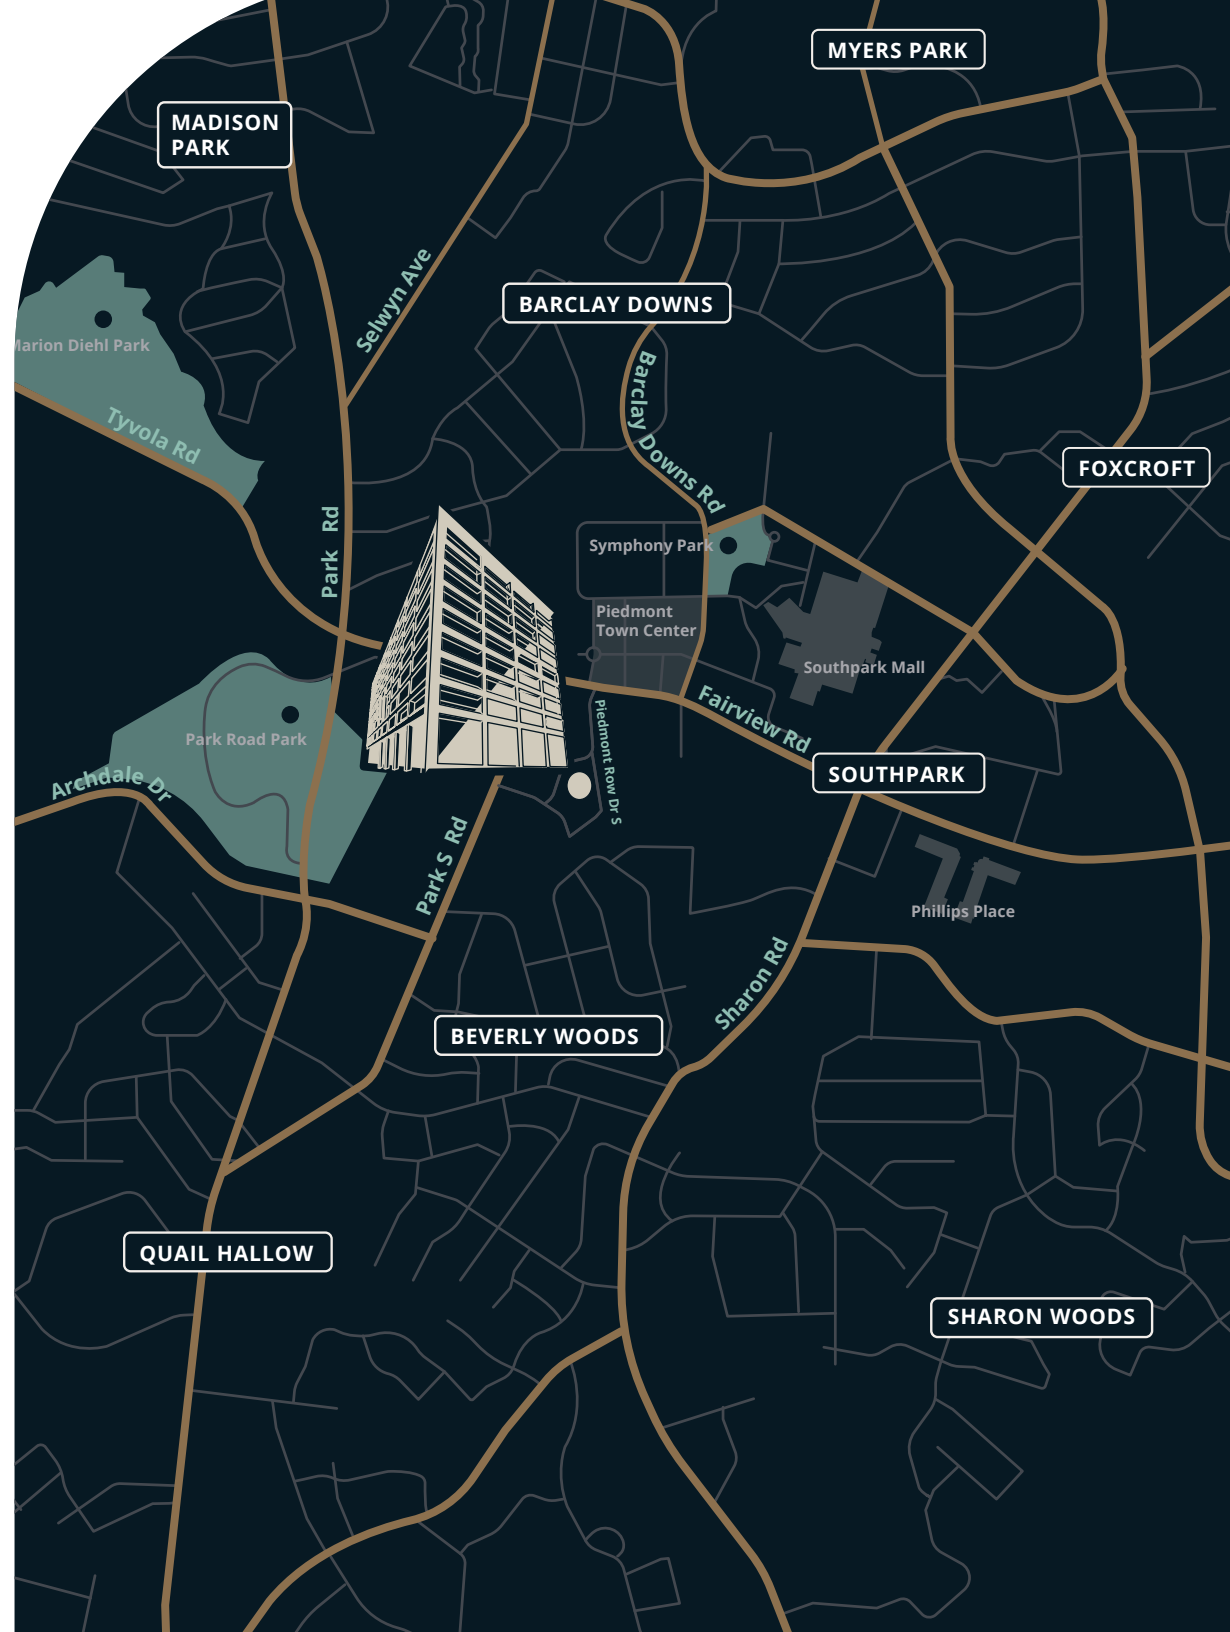 MYERS PARK
MADISON
PARK
Selwyn Ave
BARCLAY DOWNS
Marion Diehl Park
Barclay Downs Rd
Tyvola Rd
FOXCROFT
Park Rd
Symphony Park
Piedmont
Town Center
Southpark Mall
Fairview Rd
Piedmont Row Dr S
Park Road Park
SOUTHPARK
Archdale Dr
Park S Rd
Phillips Place
Sharon Rd
BEVERLY WOODS
QUAIL HALLOW
SHARON WOODS